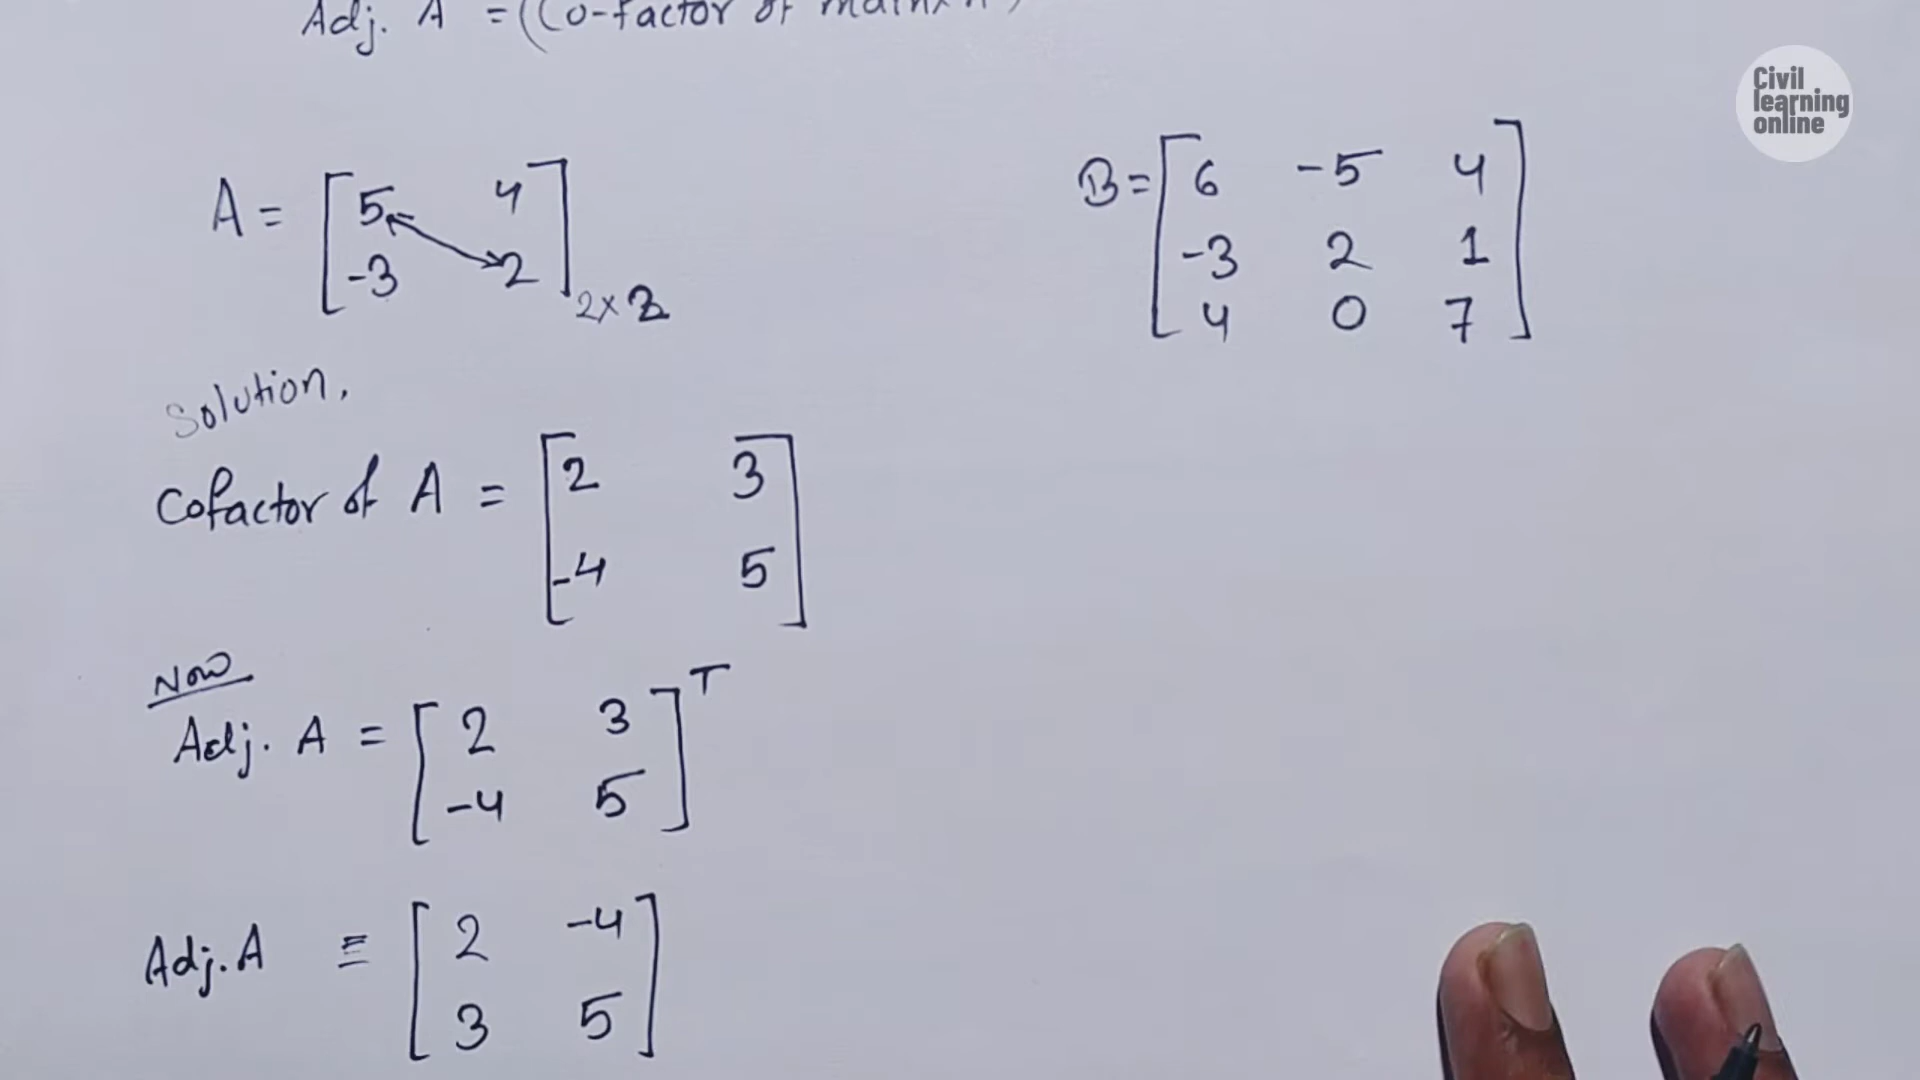 Adj. A = (Co-factor of matrix A)
Civil
learning
online
A = [5 4
-3 2] 2×2
B = [6 -5 4
-3 2 1
4 0 7]
Solution,
Cofactor of A = [2 3
-4 5]
Now
Adj. A = [2 3
-4 5]ᵀ
Adj. A = [2 -4
3 5]